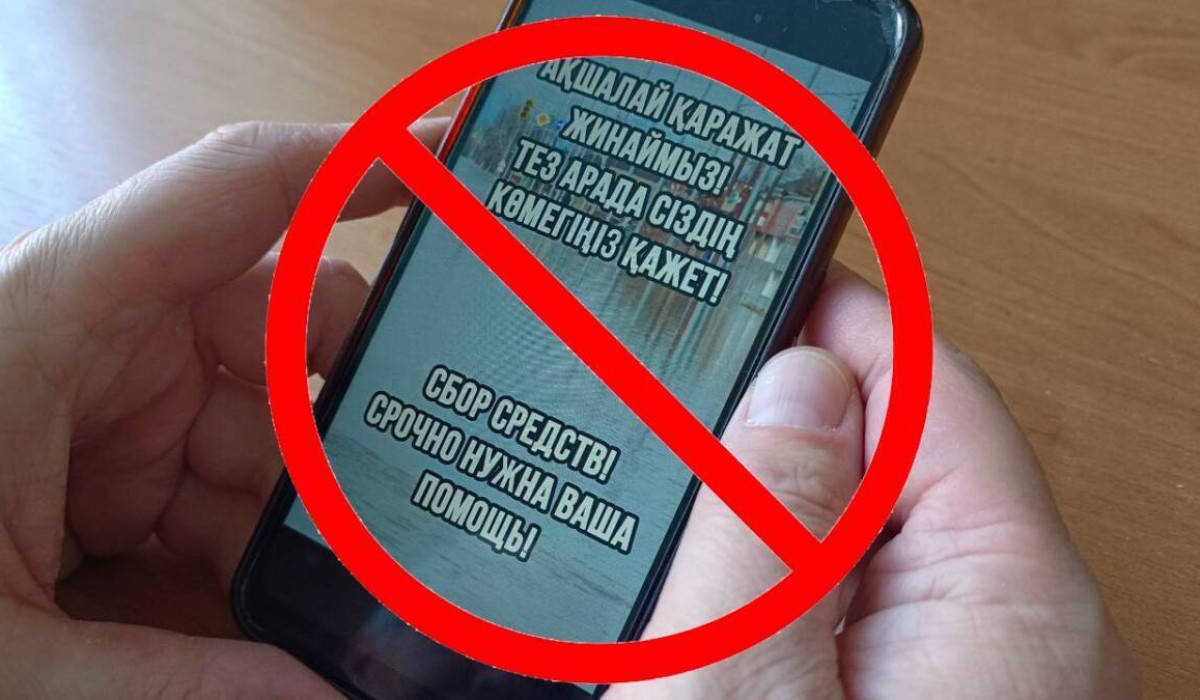 АҚШАЛАЙ ҚАРАЖАТ
ЖИНАЙМЫЗ!
ТЕЗ АРАДА СІЗДІҢ
КӨМЕГІҢІЗ ҚАЖЕТ!
СБОР СРЕДСТВ!
СРОЧНО НУЖНА ВАША
ПОМОЩЬ!